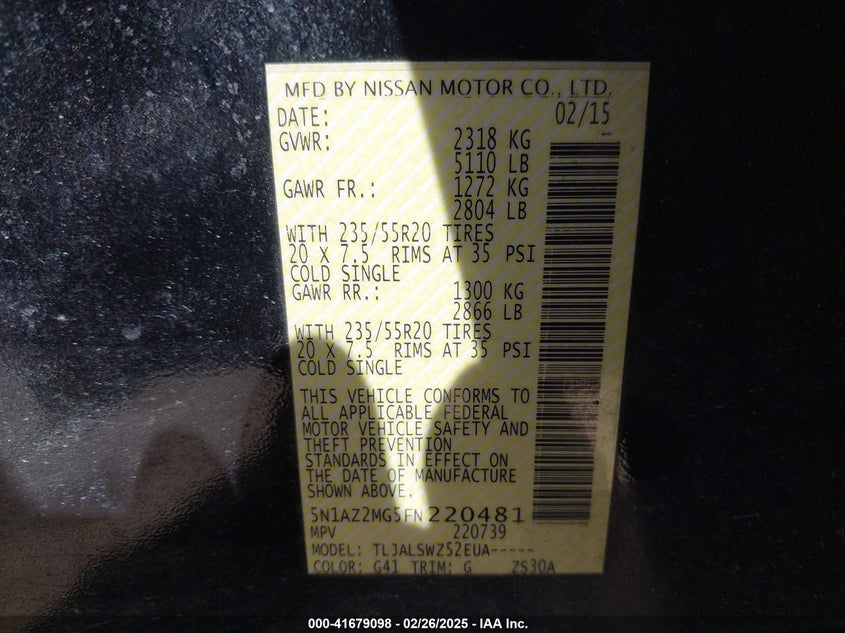 MFD BY NISSAN MOTOR CO., LTD.
DATE: 02/15
GVWR: 2318 KG
5110 LB
GAWR FR.: 1272 KG
2804 LB
WITH 235/55R20 TIRES
20 X 7.5 RIMS AT 35 PSI
COLD SINGLE
GAWR RR.: 1300 KG
2866 LB
WITH 235/55R20 TIRES
20 X 7.5 RIMS AT 35 PSI
COLD SINGLE
THIS VEHICLE CONFORMS TO
ALL APPLICABLE FEDERAL
MOTOR VEHICLE SAFETY AND
THEFT PREVENTION
STANDARDS IN EFFECT ON
THE DATE OF MANUFACTURE
SHOWN ABOVE.
5N1AZ2MG5FN220481
MPV 220739
MODEL: TLJALSWZ52EUA-----
COLOR: G41 TRIM: G ZS30A
000-41679098 - 02/26/2025 - IAA Inc.